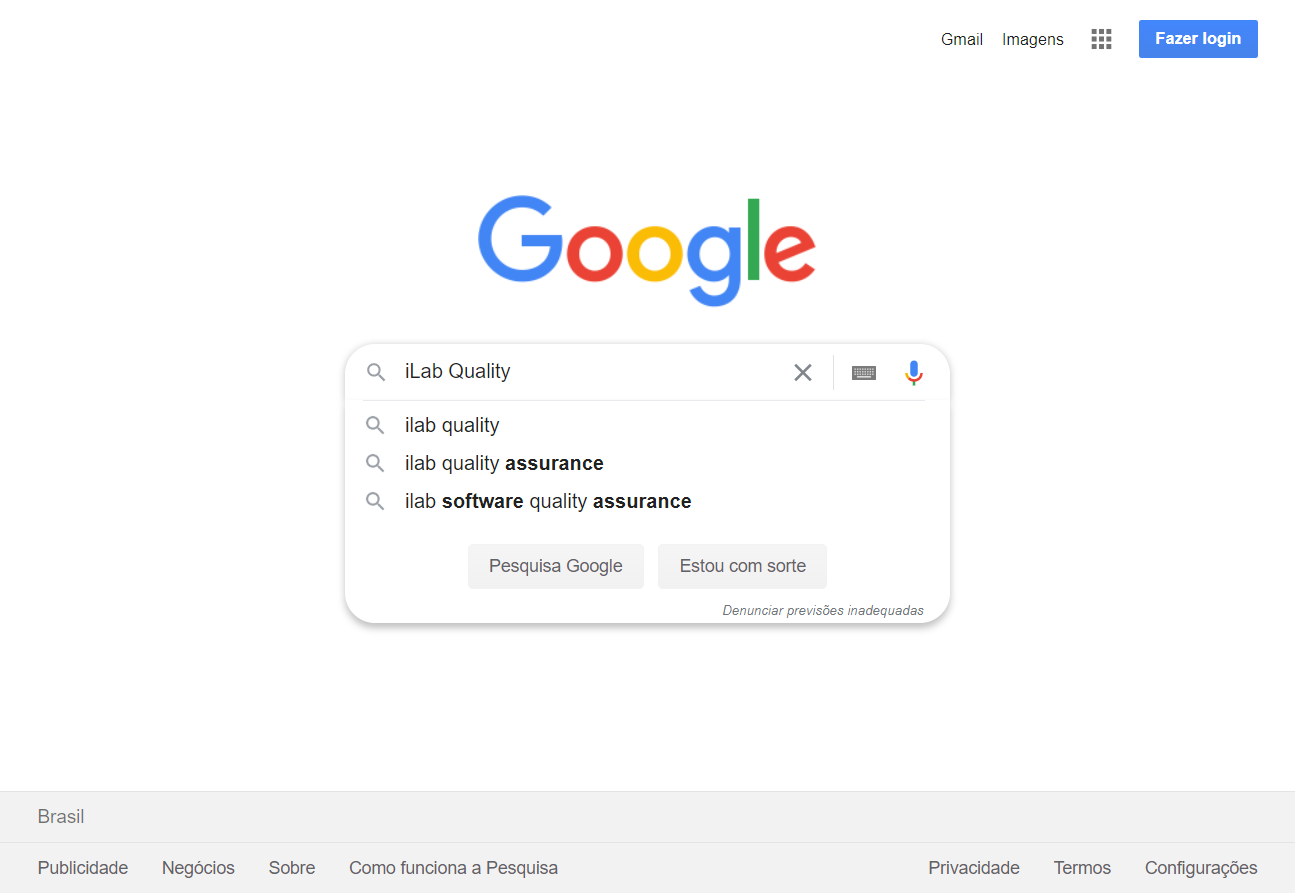 Gmail Imagens Fazer login
Google
iLab Quality
ilab quality
ilab quality assurance
ilab software quality assurance
Pesquisa Google Estou com sorte
Denunciar previsões inadequadas
Brasil
Publicidade Negócios Sobre Como funciona a Pesquisa Privacidade Termos Configurações